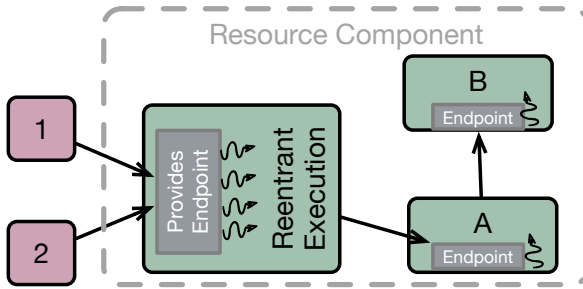 Resource Component
1
2
Provides
Endpoint
Reentrant
Execution
B
Endpoint
A
Endpoint